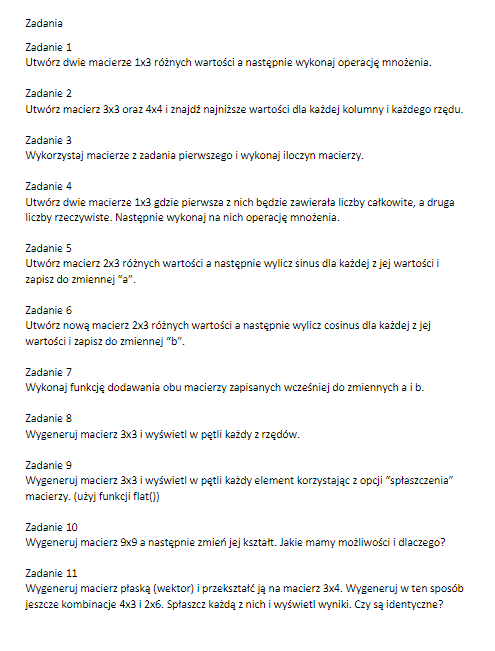 Zadania
Zadanie 1
Utwórz dwie macierze 1x3 różnych wartości a następnie wykonaj operację mnożenia.
Zadanie 2
Utwórz macierz 3x3 oraz 4x4 i znajdź najniższe wartości dla każdej kolumny i każdego rzędu.
Zadanie 3
Wykorzystaj macierze z zadania pierwszego i wykonaj iloczyn macierzy.
Zadanie 4
Utwórz dwie macierze 1x3 gdzie pierwsza z nich będzie zawierała liczby całkowite, a druga
liczby rzeczywiste. Następnie wykonaj na nich operację mnożenia.
Zadanie 5
Utwórz macierz 2x3 różnych wartości a następnie wylicz sinus dla każdej z jej wartości i
zapisz do zmiennej “a”.
Zadanie 6
Utwórz nową macierz 2x3 różnych wartości a następnie wylicz cosinus dla każdej z jej
wartości i zapisz do zmiennej “b”.
Zadanie 7
Wykonaj funkcję dodawania obu macierzy zapisanych wcześniej do zmiennych a i b.
Zadanie 8
Wygeneruj macierz 3x3 i wyświetl w pętli każdy z rzędów.
Zadanie 9
Wygeneruj macierz 3x3 i wyświetl w pętli każdy element korzystając z opcji “spłaszczenia”
macierzy. (użyj funkcji flat())
Zadanie 10
Wygeneruj macierz 9x9 a następnie zmień jej kształt. Jakie mamy możliwości i dlaczego?
Zadanie 11
Wygeneruj macierz płaską (wektor) i przekształć ją na macierz 3x4. Wygeneruj w ten sposób
jeszcze kombinacje 4x3 i 2x6. Spłaszcz każdą z nich i wyświetl wyniki. Czy są identyczne?